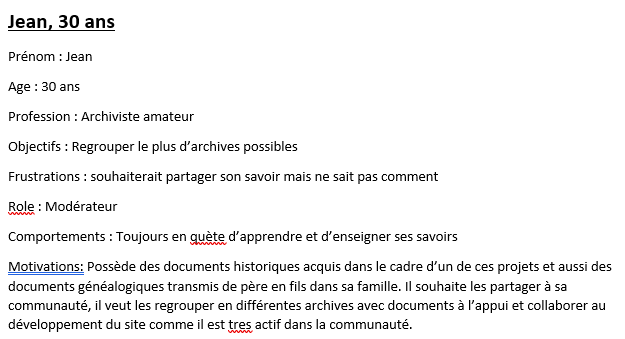 Jean, 30 ans
Prénom : Jean
Age : 30 ans
Profession : Archiviste amateur
Objectifs : Regrouper le plus d’archives possibles
Frustrations : souhaiterait partager son savoir mais ne sait pas comment
Role : Modérateur
Comportements : Toujours en quète d’apprendre et d’enseigner ses savoirs
Motivations: Possède des documents historiques acquis dans le cadre d’un de ces projets et aussi des
documents généalogiques transmis de père en fils dans sa famille. Il souhaite les partager à sa
communauté, il veut les regrouper en différentes archives avec documents à l’appui et collaborer au
développement du site comme il est tres actif dans la communauté.